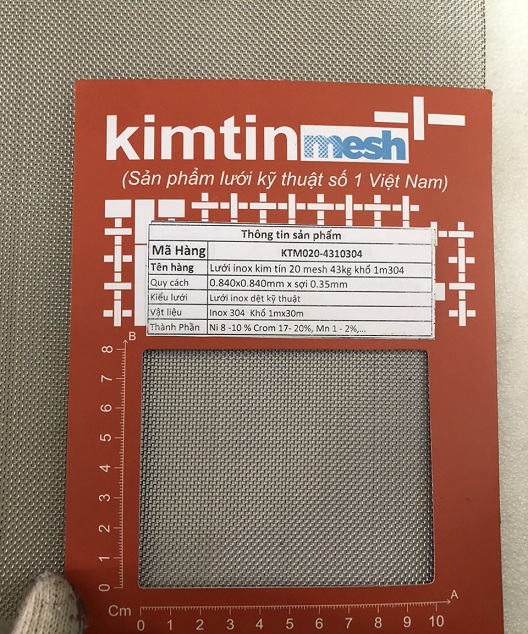 kimtin mesh
(Sản phẩm lưới kỹ thuật số 1 Việt Nam)
Thông tin sản phẩm
Mã Hàng KTM020-4310304
Tên hàng Lưới inox kim tín 20 mesh 43kg khổ 1m304
Quy cách 0.840x0.840mm x sợi 0.35mm
Kiểu lưới Lưới inox dệt kỹ thuật
Vật liệu Inox 304 Khổ 1mx30m
Thành Phần Ni 8 -10 % Crom 17- 20%, Mn 1 - 2%,...
B
8
7
6
5
4
3
2
1
0
A
Cm 0 1 2 3 4 5 6 7 8 9 10